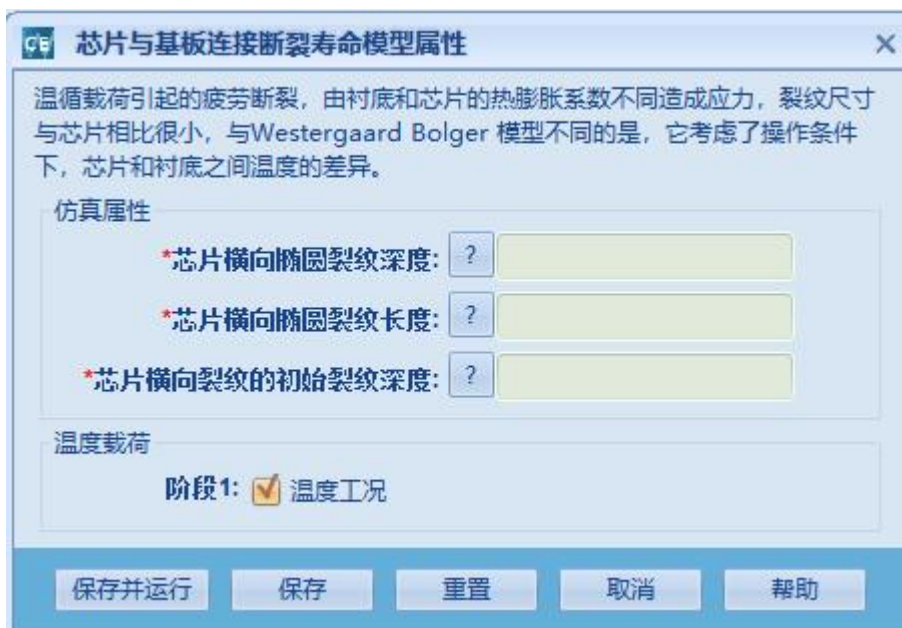 CE 芯片与基板连接断裂寿命模型属性
温循载荷引起的疲劳断裂，由衬底和芯片的热膨胀系数不同造成应力，裂纹尺寸
与芯片相比很小，与Westergaard Bolger 模型不同的是，它考虑了操作条件
下，芯片和衬底之间温度的差异。
仿真属性
*芯片横向椭圆裂纹深度: ?
*芯片横向椭圆裂纹长度: ?
*芯片横向裂纹的初始裂纹深度: ?
温度载荷
阶段1: 温度工况
保存并运行 保存 重置 取消 帮助